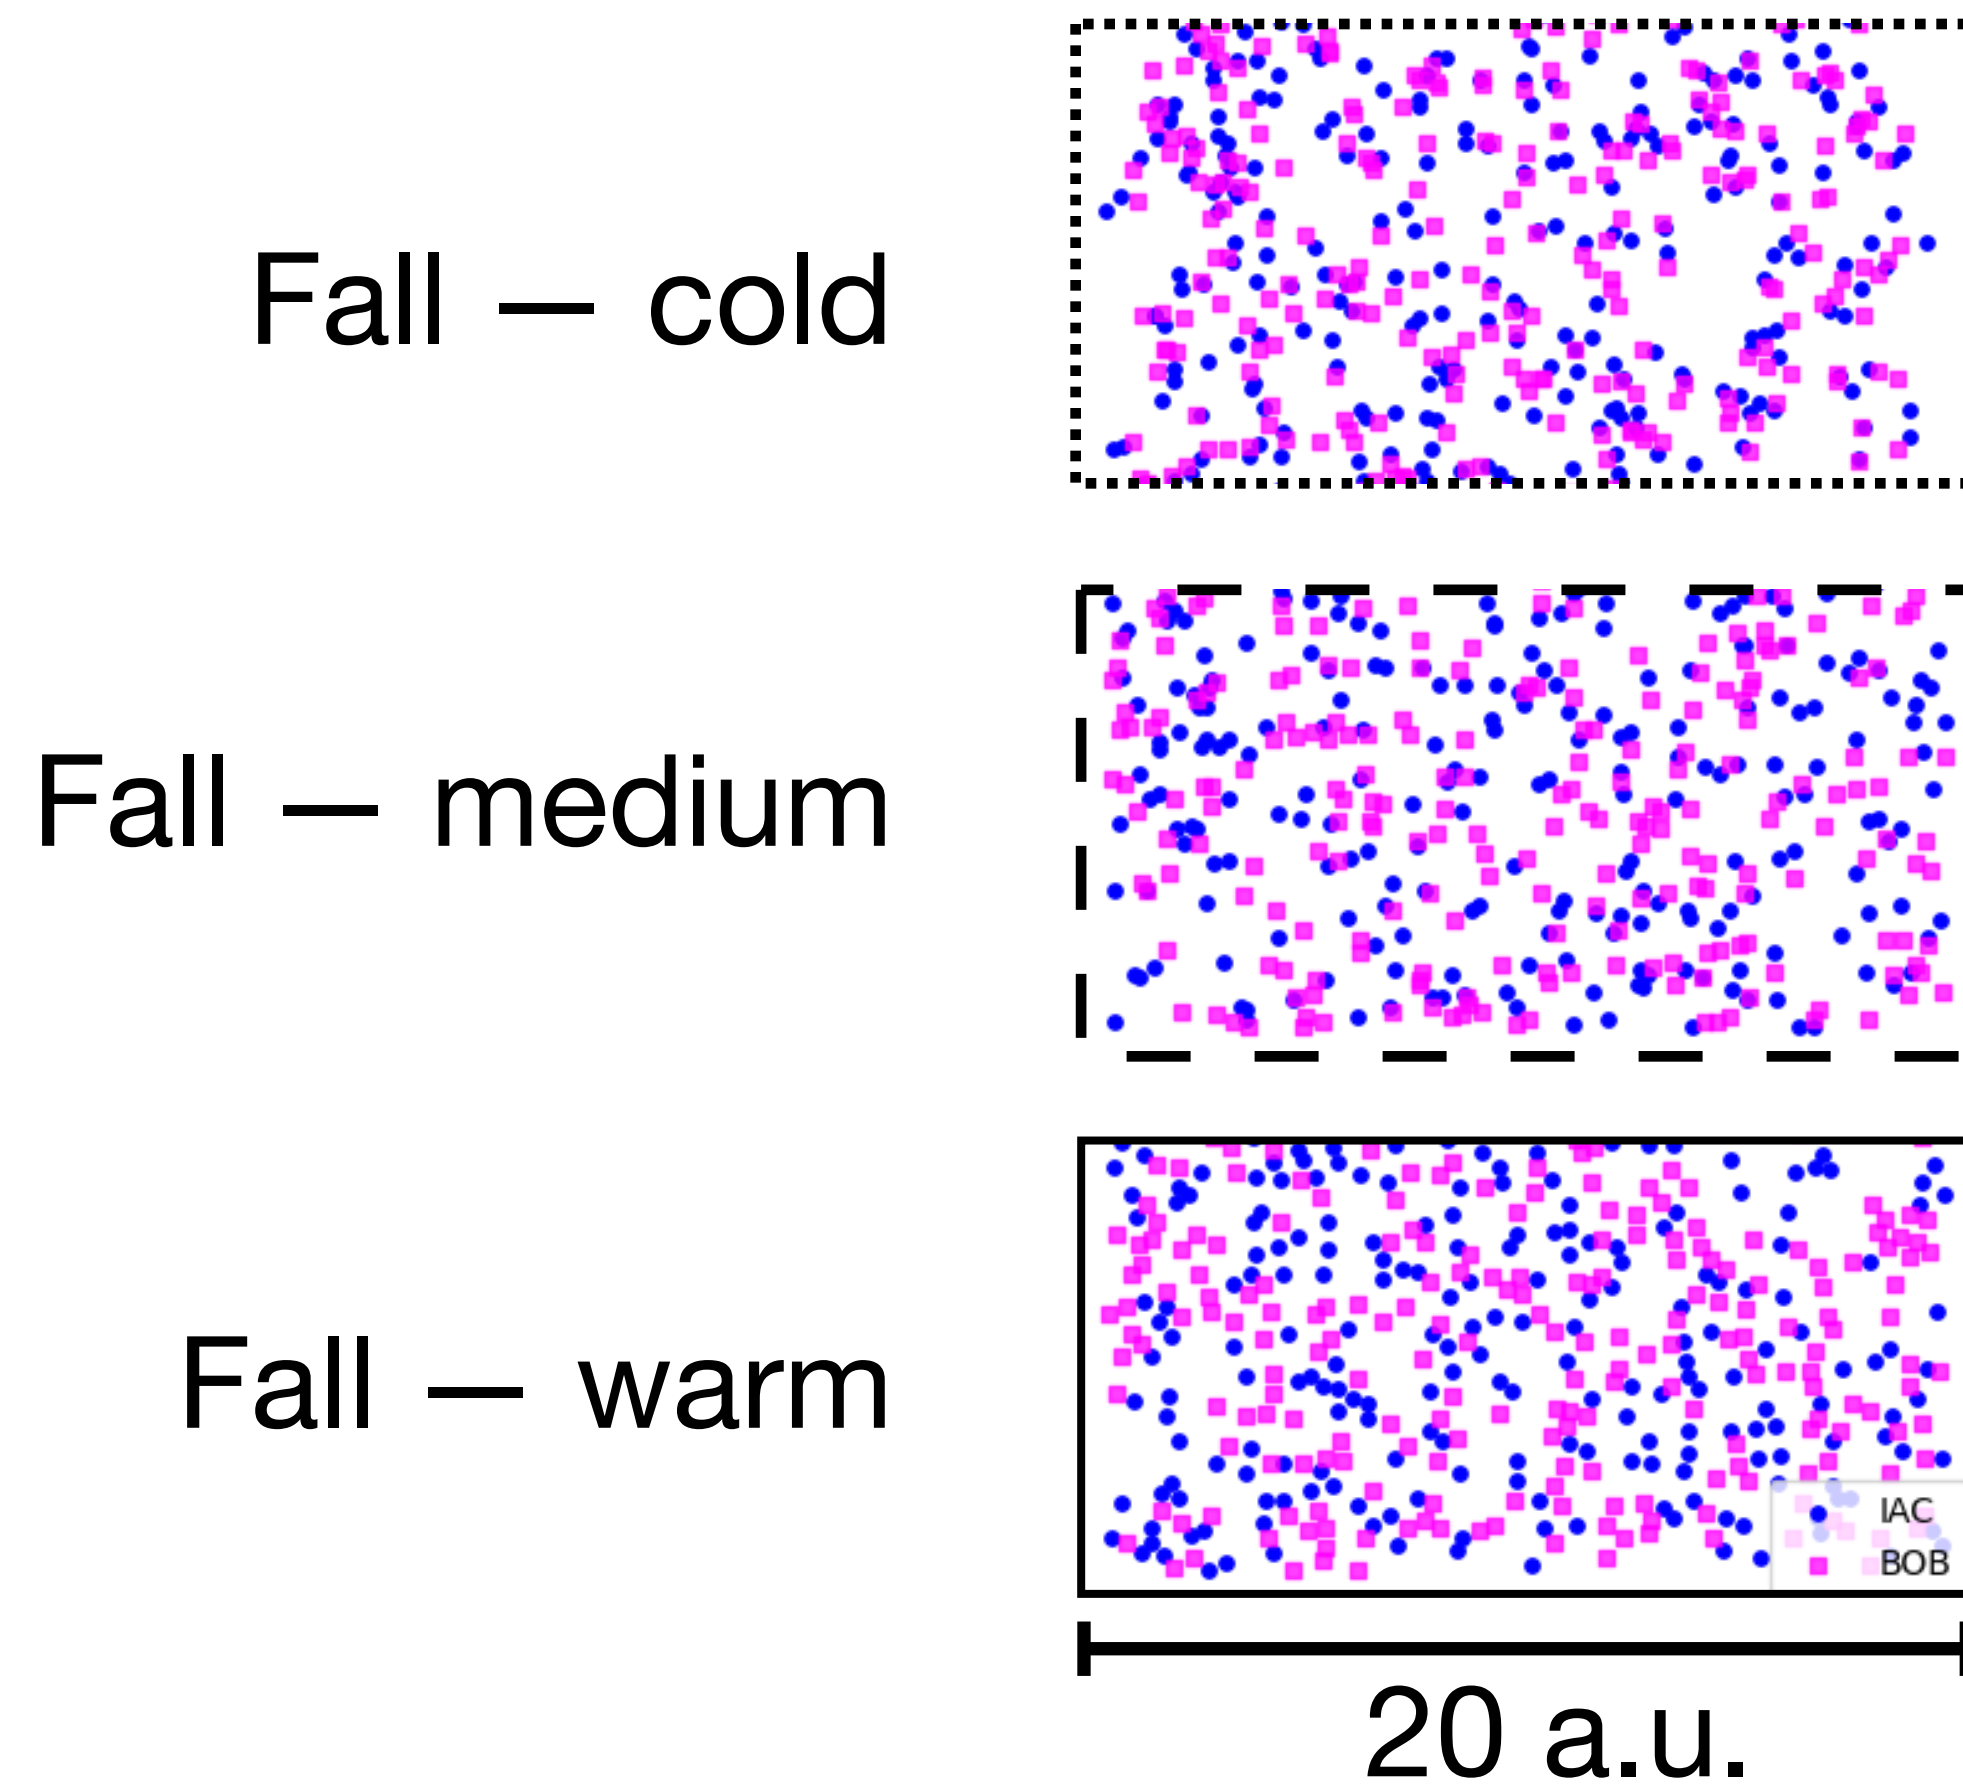 Fall — cold
Fall — medium
Fall — warm
IAC
BOB
20 a.u.